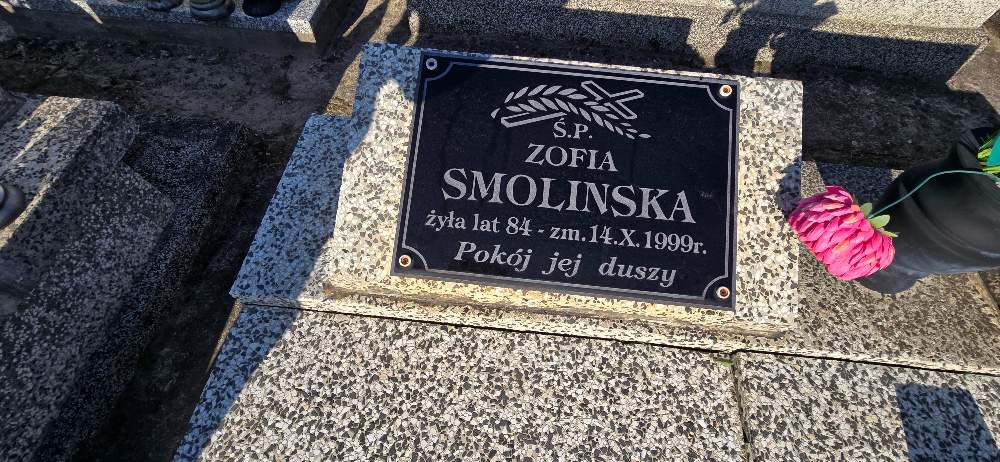 Ś.P.
ZOFIA
SMOLINSKA
żyła lat 84 - zm. 14.X.1999r.
Pokój jej duszy